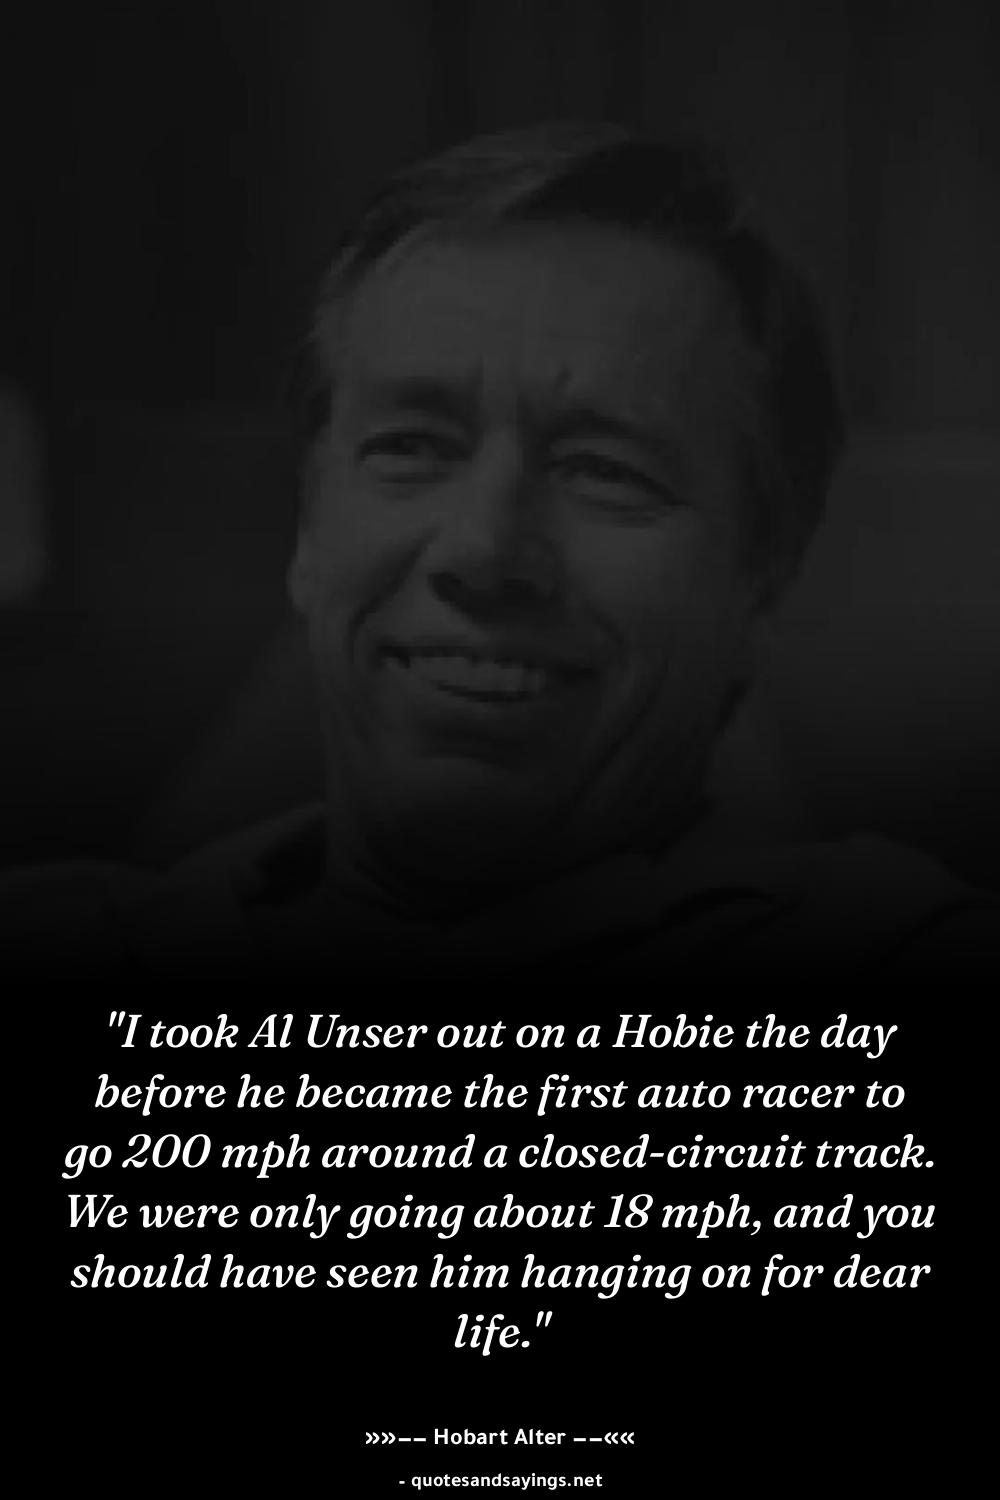 "I took Al Unser out on a Hobie the day
before he became the first auto racer to
go 200 mph around a closed-circuit track.
We were only going about 18 mph, and you
should have seen him hanging on for dear
life."
»»−− Hobart Alter −−««
- quotesandsayings.net